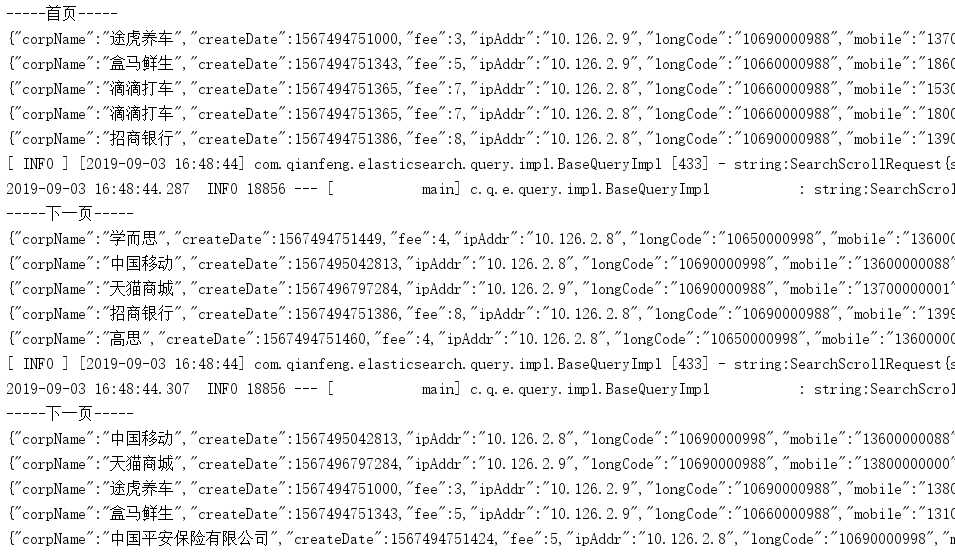 -----首页-----
{"corpName":"途虎养车","createDate":1567494751000,"fee":3,"ipAddr":"10.126.2.9","longCode":"10690000988","mobile":"1370
{"corpName":"盒马鲜生","createDate":1567494751343,"fee":5,"ipAddr":"10.126.2.9","longCode":"10660000988","mobile":"1860
{"corpName":"滴滴打车","createDate":1567494751365,"fee":7,"ipAddr":"10.126.2.9","longCode":"10660000988","mobile":"1530
{"corpName":"滴滴打车","createDate":1567494751365,"fee":7,"ipAddr":"10.126.2.9","longCode":"10660000988","mobile":"1800
{"corpName":"招商银行","createDate":1567494751386,"fee":8,"ipAddr":"10.126.2.9","longCode":"10690000988","mobile":"1390
[ INFO ] [2019-09-03 16:48:44] com.qianfeng.elasticsearch.query.impl.BaseQueryImpl [433] - string:SearchScrollRequest{s
2019-09-03 16:48:44.287  INFO 18856 --- [           main] c.q.e.query.impl.BaseQueryImpl           : string:SearchScrol
-----下一页-----
{"corpName":"学而思","createDate":1567494751449,"fee":4,"ipAddr":"10.126.2.8","longCode":"10650000998","mobile":"136000
{"corpName":"中国移动","createDate":1567495042813,"ipAddr":"10.126.2.8","longCode":"10690000998","mobile":"13600000088"
{"corpName":"天猫商城","createDate":1567496797284,"ipAddr":"10.126.2.9","longCode":"10690000988","mobile":"13700000001"
{"corpName":"招商银行","createDate":1567494751386,"fee":8,"ipAddr":"10.126.2.8","longCode":"10690000988","mobile":"1399
{"corpName":"高思","createDate":1567494751460,"fee":4,"ipAddr":"10.126.2.8","longCode":"10650000998","mobile":"1360000
[ INFO ] [2019-09-03 16:48:44] com.qianfeng.elasticsearch.query.impl.BaseQueryImpl [433] - string:SearchScrollRequest{s
2019-09-03 16:48:44.307  INFO 18856 --- [           main] c.q.e.query.impl.BaseQueryImpl           : string:SearchScrol
-----下一页-----
{"corpName":"中国移动","createDate":1567495042813,"ipAddr":"10.126.2.8","longCode":"10690000998","mobile":"13600000088"
{"corpName":"天猫商城","createDate":1567496797284,"ipAddr":"10.126.2.9","longCode":"10690000988","mobile":"13800000000"
{"corpName":"途虎养车","createDate":1567494751000,"fee":3,"ipAddr":"10.126.2.9","longCode":"10690000988","mobile":"1380
{"corpName":"盒马鲜生","createDate":1567494751343,"fee":5,"ipAddr":"10.126.2.9","longCode":"10660000988","mobile":"1310
{"corpName":"中国平安保险有限公司","createDate":1567494751424,"fee":5,"ipAddr":"10.126.2.8","longCode":"10690000998","m